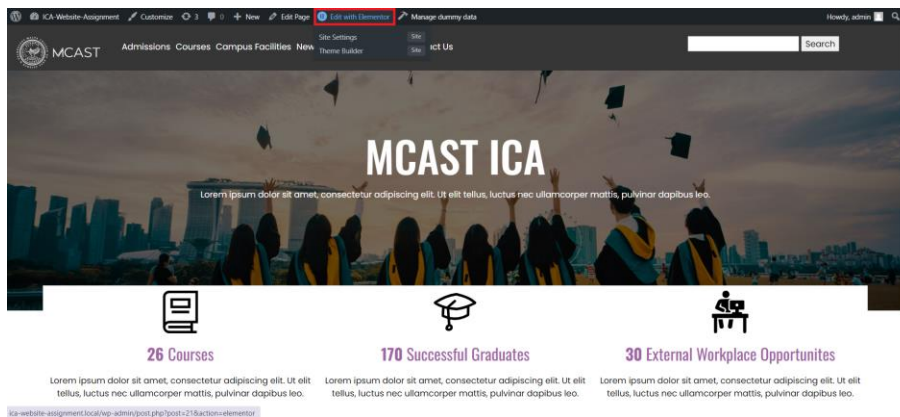 ICA-Website-Assignment Customize 3 0 New Edit Page Edit with Elementor Manage dummy data Howdy, admin
Site Settings Site
Theme Builder Site
MCAST Admissions Courses Campus Facilities New ct Us Search
MCAST ICA
Lorem ipsum dolor sit amet, consectetur adipiscing elit. Ut elit tellus, luctus nec ullamcorper mattis, pulvinar dapibus leo.
26 Courses 170 Successful Graduates 30 External Workplace Opportunites
Lorem ipsum dolor sit amet, consectetur adipiscing elit. Ut elit Lorem ipsum dolor sit amet, consectetur adipiscing elit. Ut elit Lorem ipsum dolor sit amet, consectetur adipiscing elit. Ut elit
tellus, luctus nec ullamcorper mattis, pulvinar dapibus leo. tellus, luctus nec ullamcorper mattis, pulvinar dapibus leo. tellus, luctus nec ullamcorper mattis, pulvinar dapibus leo.
ica-website-assignment.local/wp-admin/post.php?post=21&action=elementor